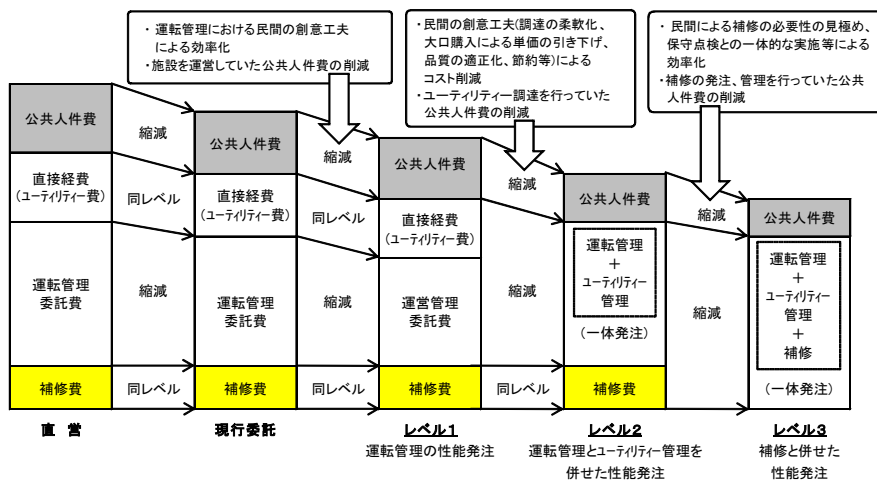 ・ 運転管理における民間の創意工夫
による効率化
・施設を運営していた公共人件費の削減
・民間の創意工夫(調達の柔軟化、
大口購入による単価の引き下げ、
品質の適正化、節約等)による
コスト削減
・ユーティリティー調達を行っていた
公共人件費の削減
・ 民間による補修の必要性の見極め、
保守点検との一体的な実施等による
効率化
・補修の発注、管理を行っていた公共
人件費の削減
公共人件費
直接経費
(ユーティリティー費)
運転管理
委託費
補修費
直 営
縮減
同レベル
縮減
同レベル
公共人件費
直接経費
(ユーティリティー費)
運転管理
委託費
補修費
現行委託
縮減
同レベル
縮減
同レベル
公共人件費
直接経費
(ユーティリティー費)
運営管理
委託費
補修費
レベル1
運転管理の性能発注
縮減
縮減
同レベル
公共人件費
運転管理
+
ユーティリティー
管理
(一体発注)
補修費
レベル2
運転管理とユーティリティー管理を
併せた性能発注
縮減
縮減
公共人件費
運転管理
+
ユーティリティー
管理
+
補修
(一体発注)
レベル3
補修と併せた
性能発注